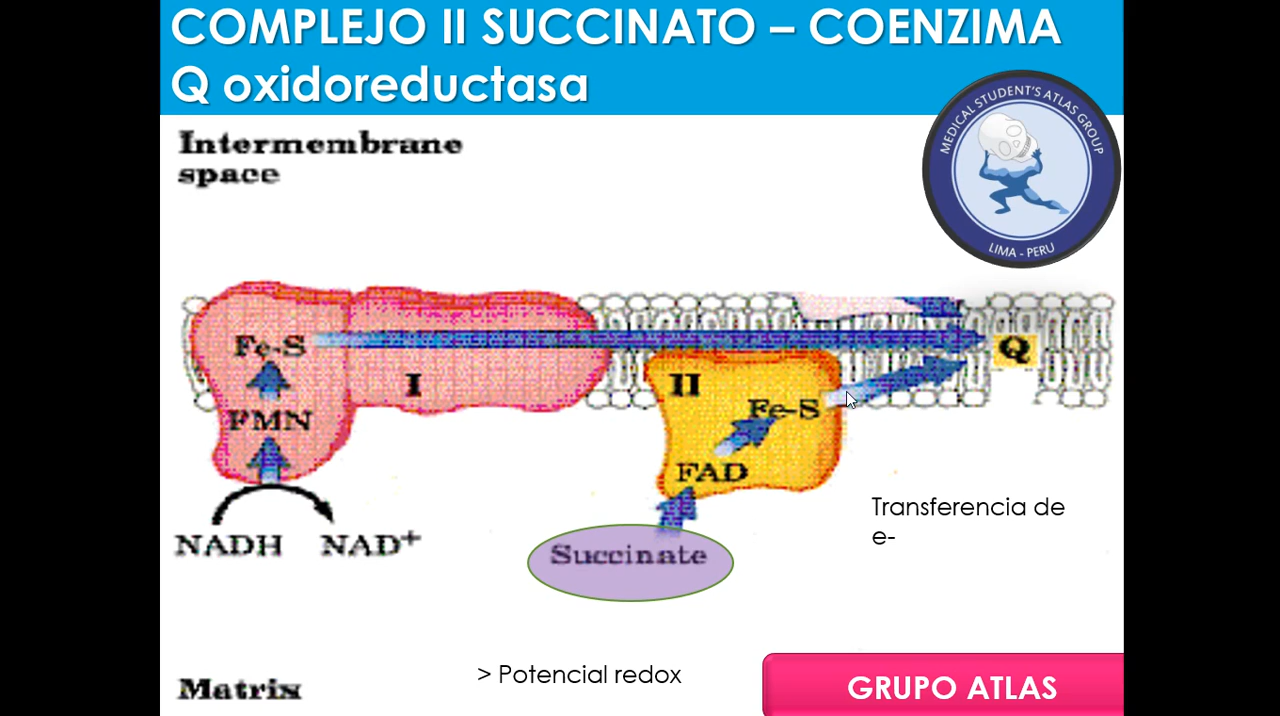 COMPLEJO II SUCCINATO – COENZIMA
Q oxidoreductasa
MEDICAL STUDENT'S ATLAS GROUP
LIMA - PERU
Intermembrane
space
Fe-S
I
FMN
NADH
NAD+
II
Fe-S
FAD
Q
Succinate
Transferencia de
e-
> Potencial redox
Matrix
GRUPO ATLAS